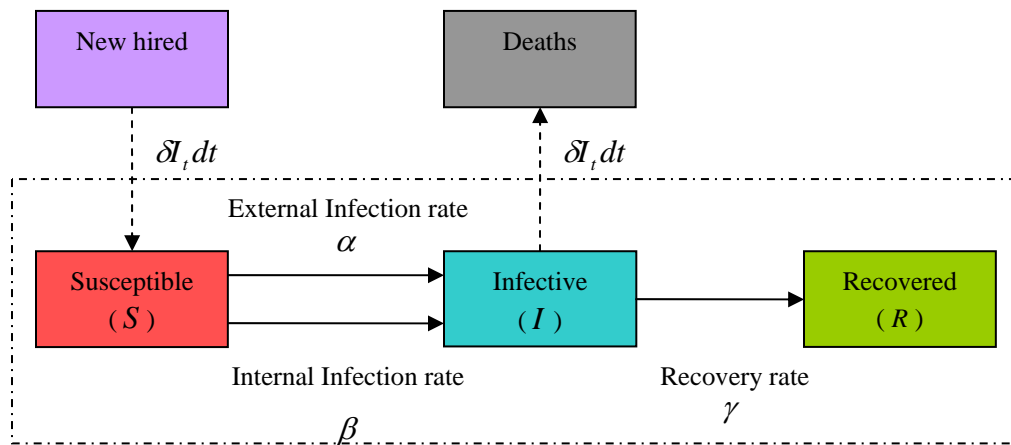 New hired
Deaths
δI_t dt
δI_t dt
External Infection rate
α
Susceptible
( S )
Infective
( I )
Recovered
( R )
Internal Infection rate
β
Recovery rate
γ